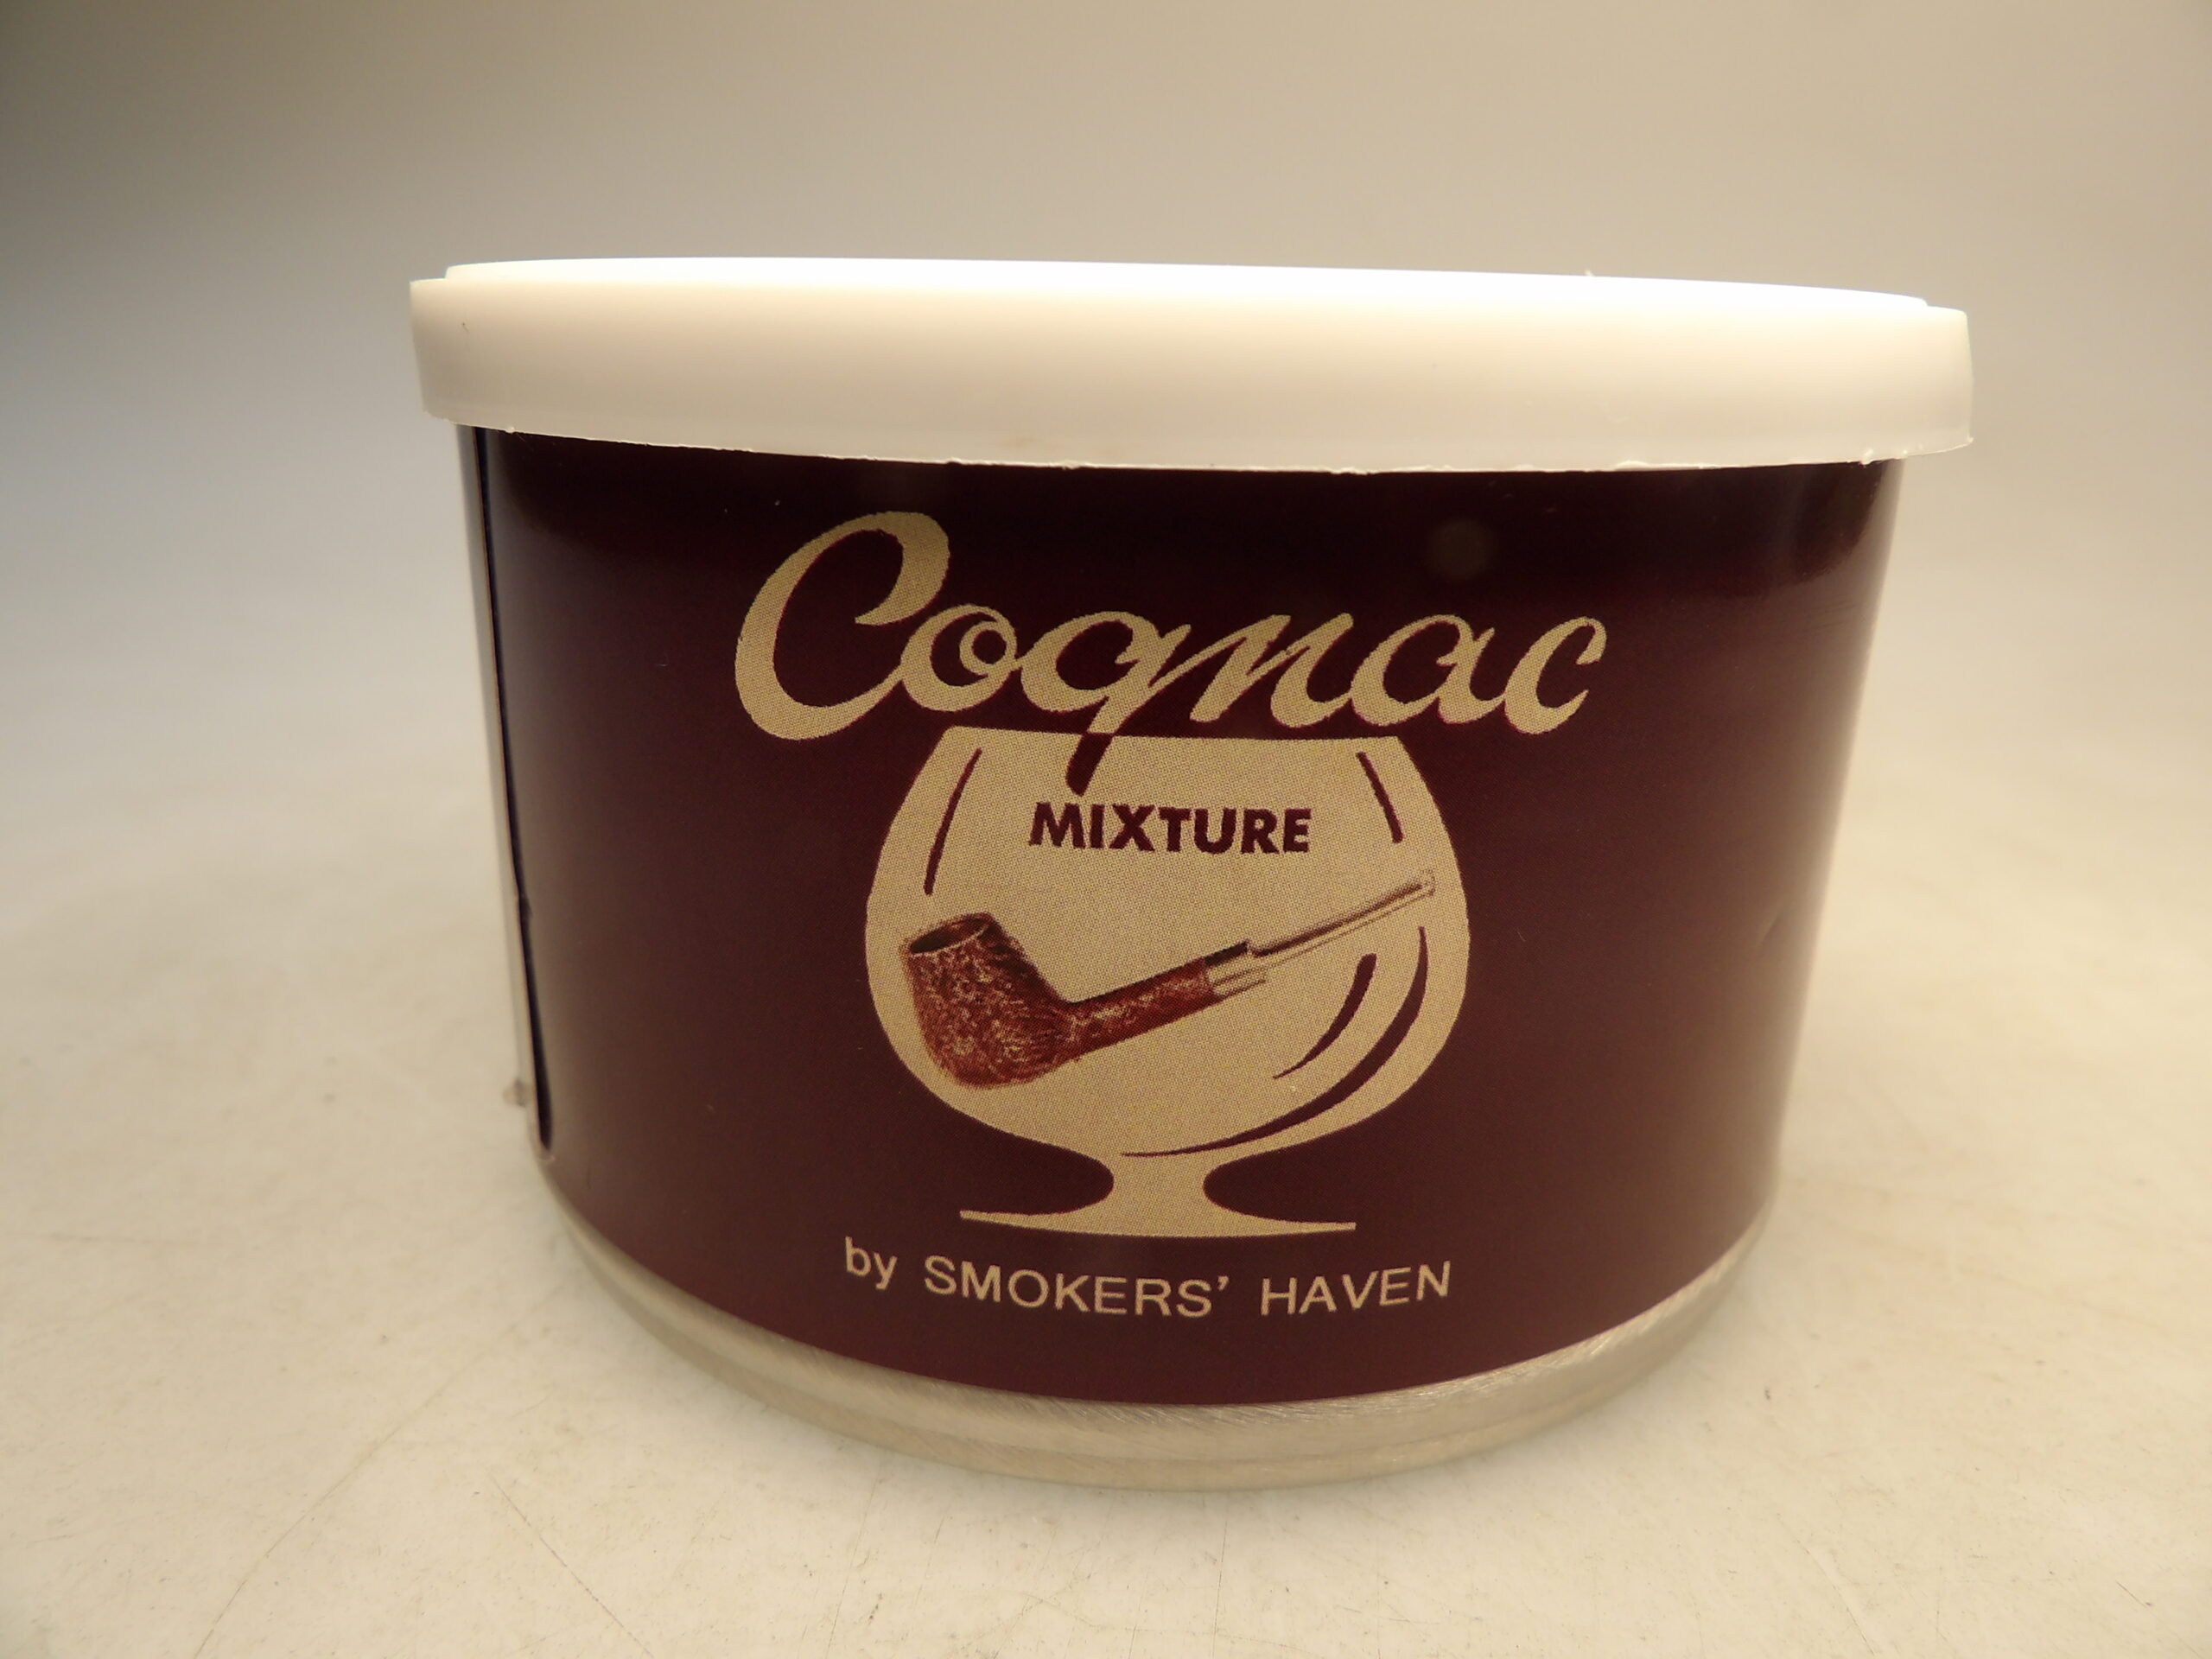 Cognac
MIXTURE
by SMOKERS' HAVEN